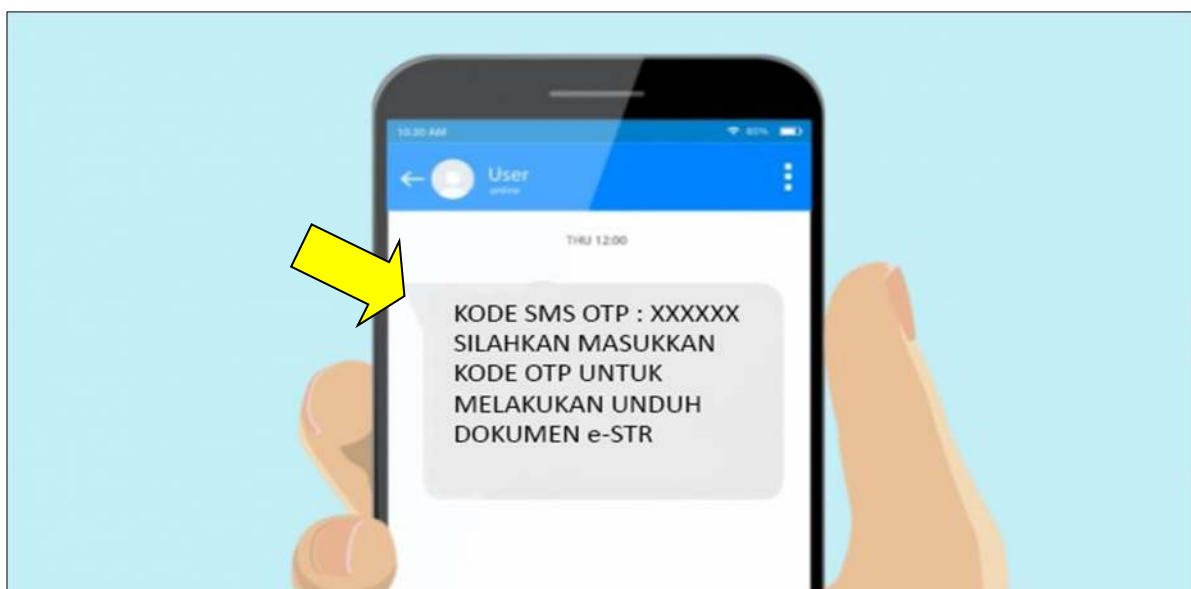 10:30 AM
85%
User
online
THU 12:00
KODE SMS OTP : XXXXXX
SILAHKAN MASUKKAN
KODE OTP UNTUK
MELAKUKAN UNDUH
DOKUMEN e-STR